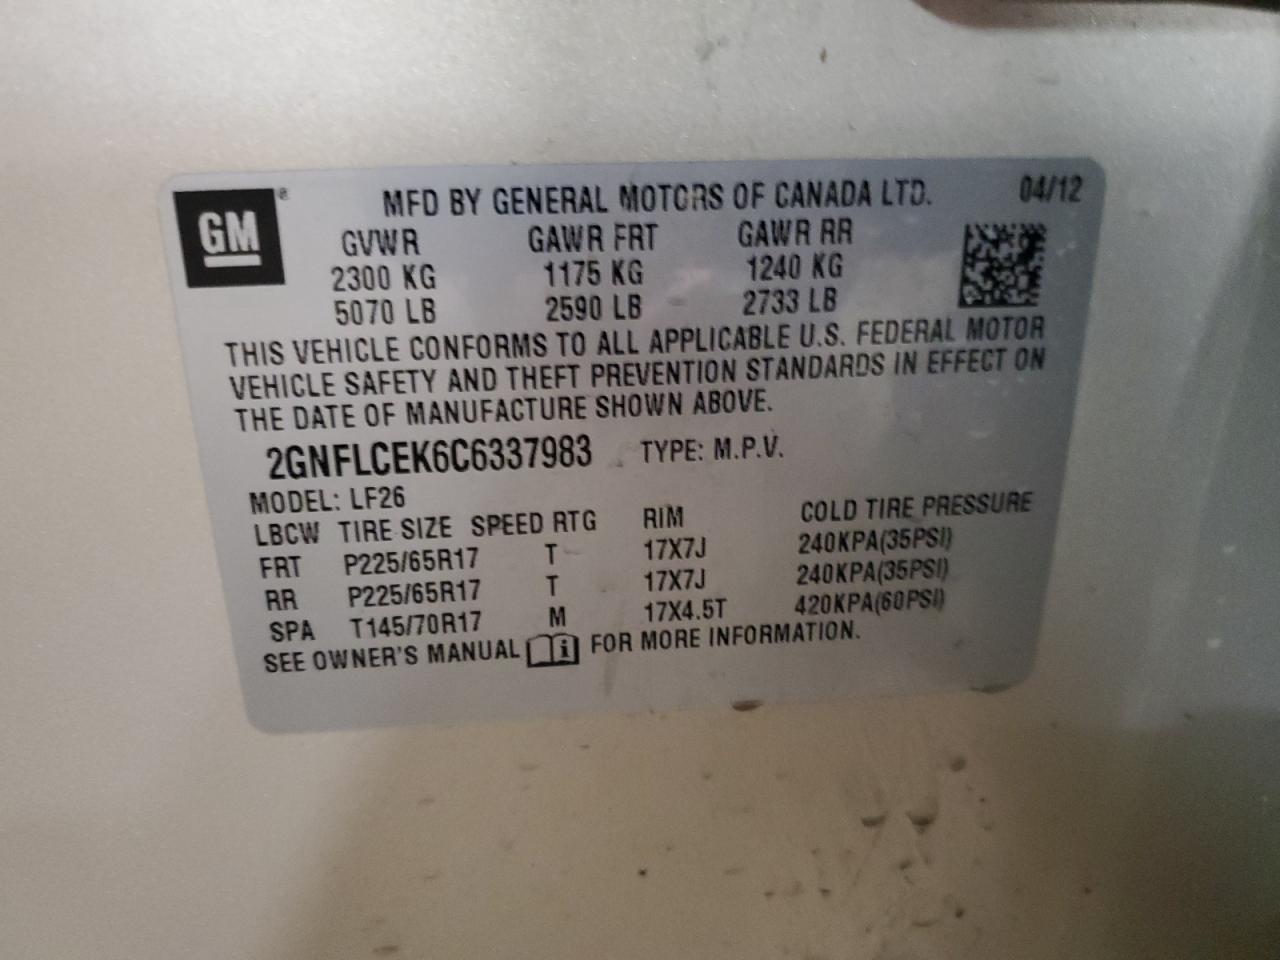 GM®
MFD BY GENERAL MOTORS OF CANADA LTD. 04/12
GVWR GAWR FRT GAWR RR
2300 KG 1175 KG 1240 KG
5070 LB 2590 LB 2733 LB
THIS VEHICLE CONFORMS TO ALL APPLICABLE U.S. FEDERAL MOTOR
VEHICLE SAFETY AND THEFT PREVENTION STANDARDS IN EFFECT ON
THE DATE OF MANUFACTURE SHOWN ABOVE.
2GNFLCEK6C6337983 TYPE: M.P.V.
MODEL: LF26
LBCW TIRE SIZE SPEED RTG RIM COLD TIRE PRESSURE
FRT P225/65R17 T 17X7J 240KPA(35PSI)
RR P225/65R17 T 17X7J 240KPA(35PSI)
SPA T145/70R17 M 17X4.5T 420KPA(60PSI)
SEE OWNER'S MANUAL i FOR MORE INFORMATION.